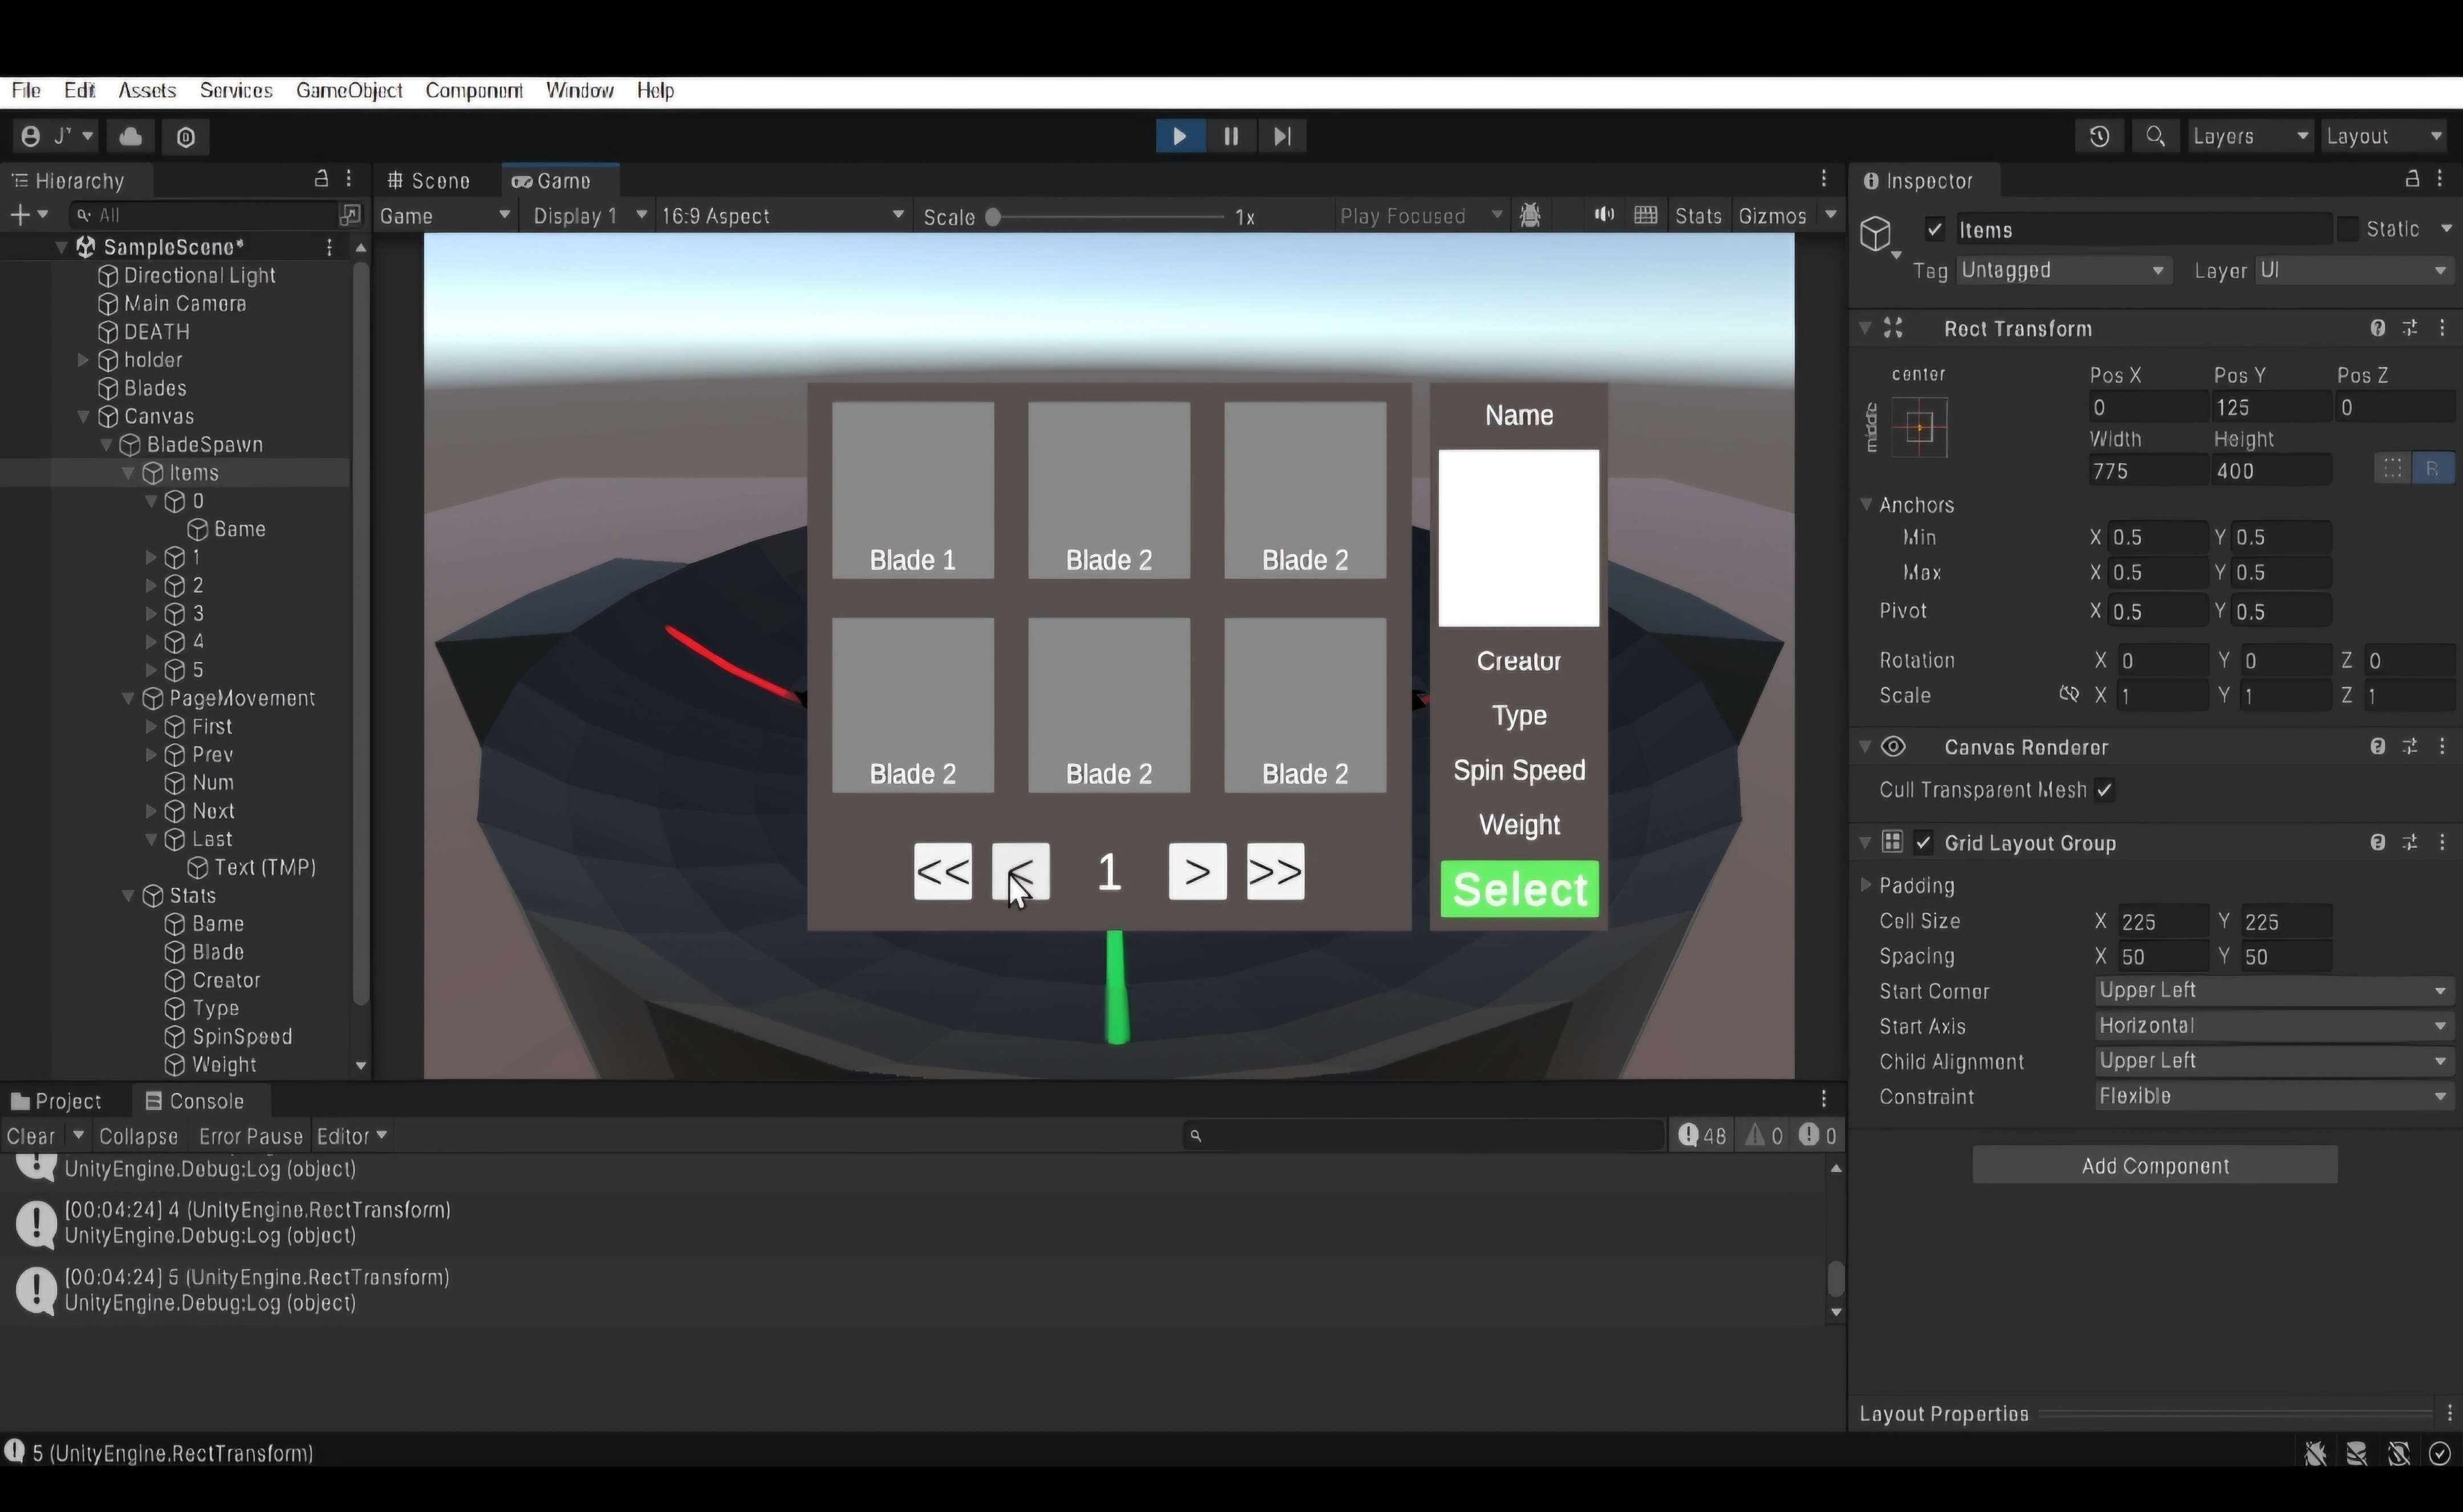 File Edit Assets Services GameObject Component Window Help
J'
Layers Layout
Hierarchy
All
SampleScene*
Directional Light
Main Camera
DEATH
holder
Blades
Canvas
BladeSpawn
Items
0
Bame
1
2
3
4
5
PageMovement
First
Prev
Num
Next
Last
Text (TMP)
Stats
Bame
Blade
Creator
Type
SpinSpeed
Weight
Scene Game
Game Display 1 16:9 Aspect Scale 1x Play Focused Stats Gizmos
Blade 1 Blade 2 Blade 2
Blade 2 Blade 2 Blade 2
<< < 1 > >>
Name
Creator
Type
Spin Speed
Weight
Select
Project Console
Clear Collapse Error Pause Editor 48 0 0
UnityEngine.Debug:Log (object)
[00:04:24] 4 (UnityEngine.RectTransform)
UnityEngine.Debug:Log (object)
[00:04:24] 5 (UnityEngine.RectTransform)
UnityEngine.Debug:Log (object)
5 (UnityEngine.RectTransform)
Inspector
Items Static
Tag Untagged Layer UI
Rect Transform
center Pos X Pos Y Pos Z
middle 0 125 0
Width Height
775 400 R
Anchors
Min X 0.5 Y 0.5
Max X 0.5 Y 0.5
Pivot X 0.5 Y 0.5
Rotation X 0 Y 0 Z 0
Scale X 1 Y 1 Z 1
Canvas Renderer
Cull Transparent Mesh
Grid Layout Group
Padding
Cell Size X 225 Y 225
Spacing X 50 Y 50
Start Corner Upper Left
Start Axis Horizontal
Child Alignment Upper Left
Constraint Flexible
Add Component
Layout Properties